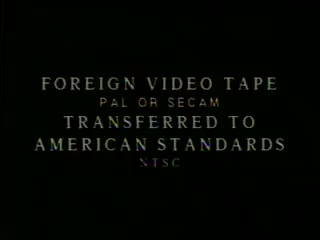 FOREIGN VIDEO TAPE
PAL OR SECAM
TRANSFERRED TO
AMERICAN STANDARDS
NTSC